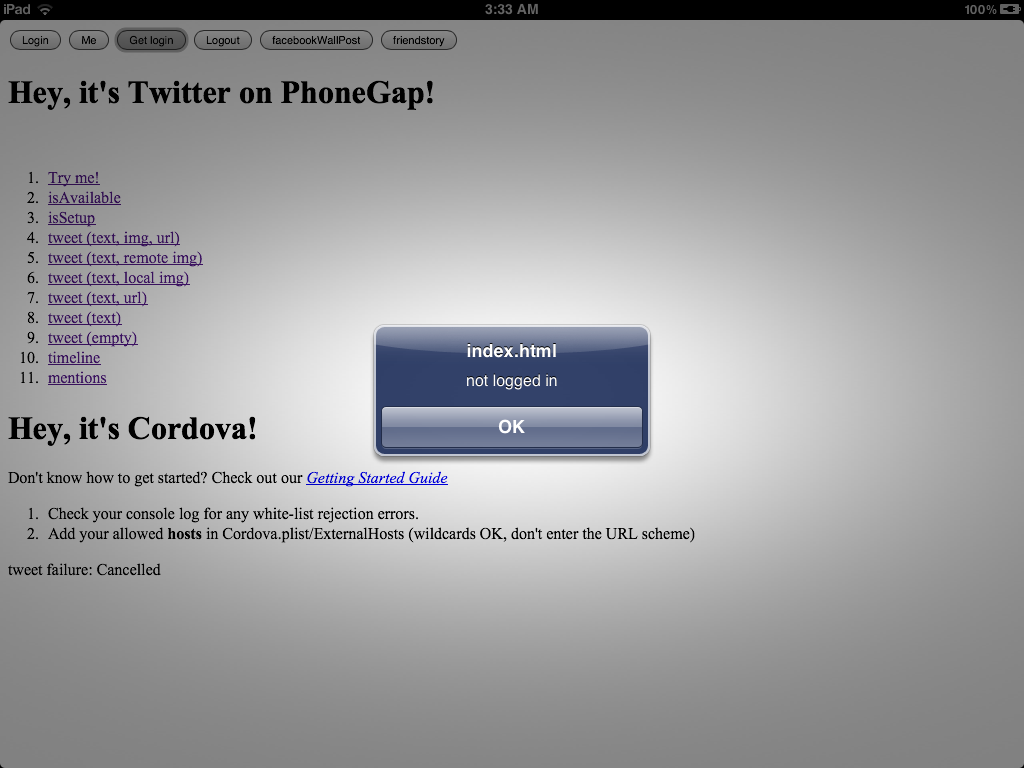 iPad 3:33 AM 100%
Login Me Get login Logout facebookWallPost friendstory
Hey, it's Twitter on PhoneGap!
1. Try me!
2. isAvailable
3. isSetup
4. tweet (text, img, url)
5. tweet (text, remote img)
6. tweet (text, local img)
7. tweet (text, url)
8. tweet (text)
9. tweet (empty)
10. timeline
11. mentions
index.html
not logged in
OK
Hey, it's Cordova!
Don't know how to get started? Check out our Getting Started Guide
1. Check your console log for any white-list rejection errors.
2. Add your allowed hosts in Cordova.plist/ExternalHosts (wildcards OK, don't enter the URL scheme)
tweet failure: Cancelled